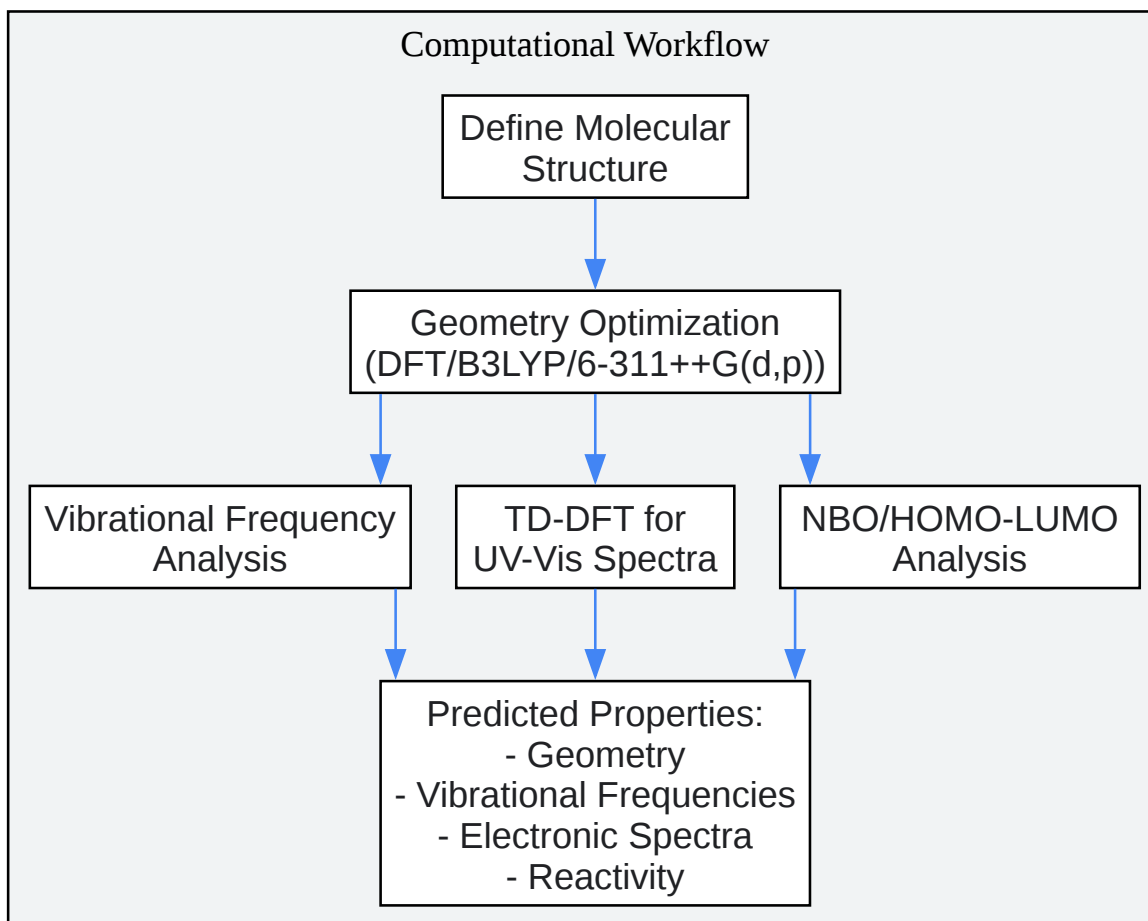 Computational Workflow
Define Molecular
Structure
Geometry Optimization
(DFT/B3LYP/6-311++G(d,p))
Vibrational Frequency
Analysis
TD-DFT for
UV-Vis Spectra
NBO/HOMO-LUMO
Analysis
Predicted Properties:
- Geometry
- Vibrational Frequencies
- Electronic Spectra
- Reactivity